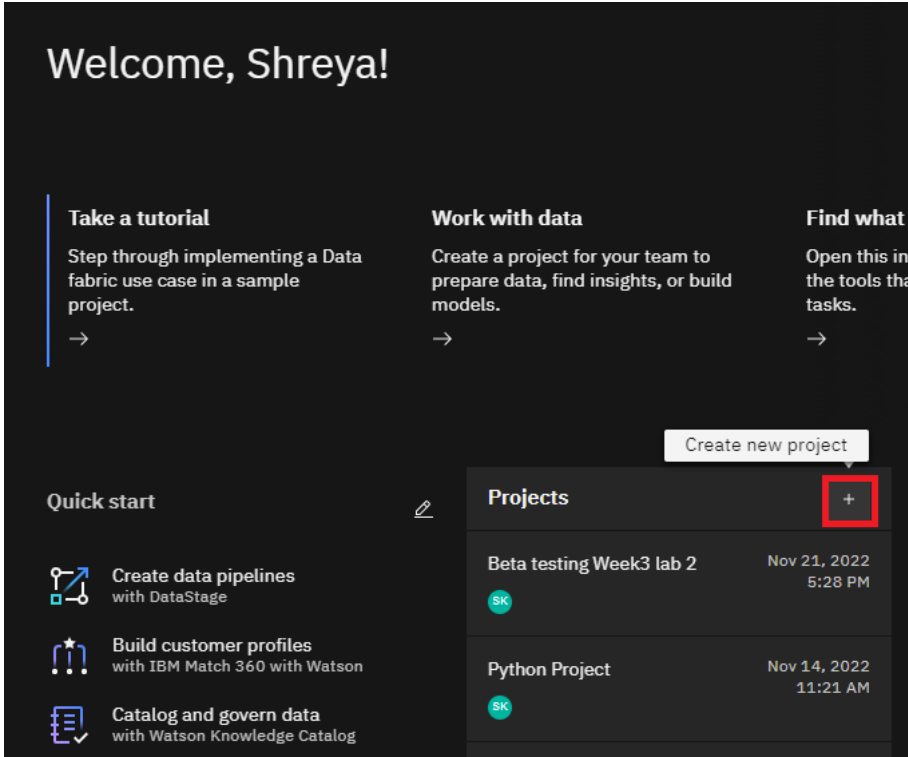 Welcome, Shreya!
Take a tutorial
Step through implementing a Data
fabric use case in a sample
project.
Work with data
Create a project for your team to
prepare data, find insights, or build
models.
Find what
Open this in
the tools tha
tasks.
Create new project
Quick start
Create data pipelines
with DataStage
Build customer profiles
with IBM Match 360 with Watson
Catalog and govern data
with Watson Knowledge Catalog
Projects
+
Beta testing Week3 lab 2
Nov 21, 2022
5:28 PM
SK
Python Project
Nov 14, 2022
11:21 AM
SK